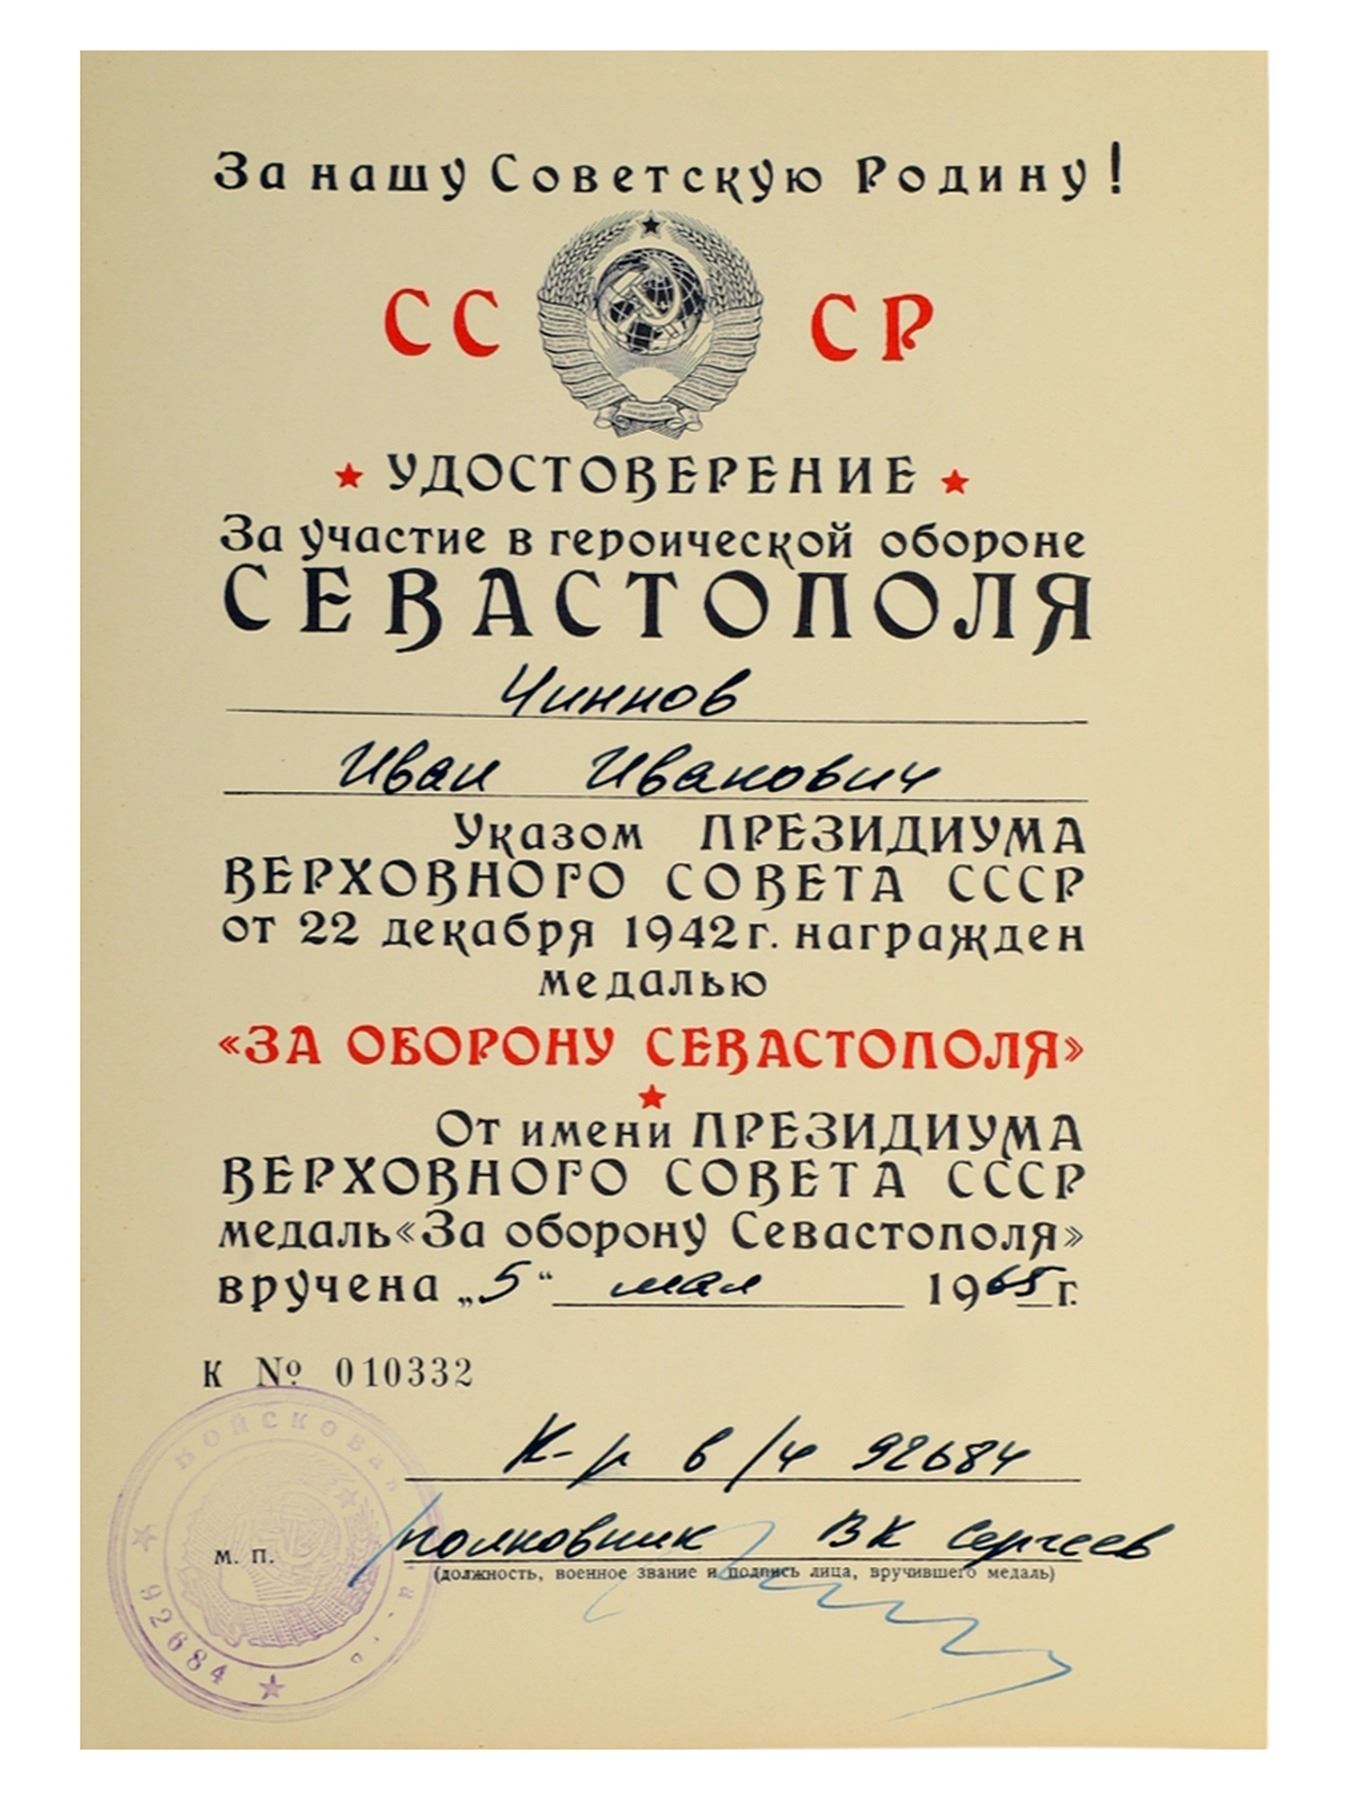 За нашу Советскую Родину!
СС СР
УДОСТОВЕРЕНИЕ
За участие в героической обороне
СЕВАСТОПОЛЯ
Чиннов
Иван Иванович
Указом ПРЕЗИДИУМА
ВЕРХОВНОГО СОВЕТА СССР
от 22 декабря 1942 г. награжден
медалью
«ЗА ОБОРОНУ СЕВАСТОПОЛЯ»
От имени ПРЕЗИДИУМА
ВЕРХОВНОГО СОВЕТА СССР
медаль «За оборону Севастополя»
вручена „5“ мая 1965 г.
К № 010332
К-р в/ч 92684
полковник ВК Сергеев
М. П.
(должность, военное звание и подпись лица, вручившего медаль)
92684